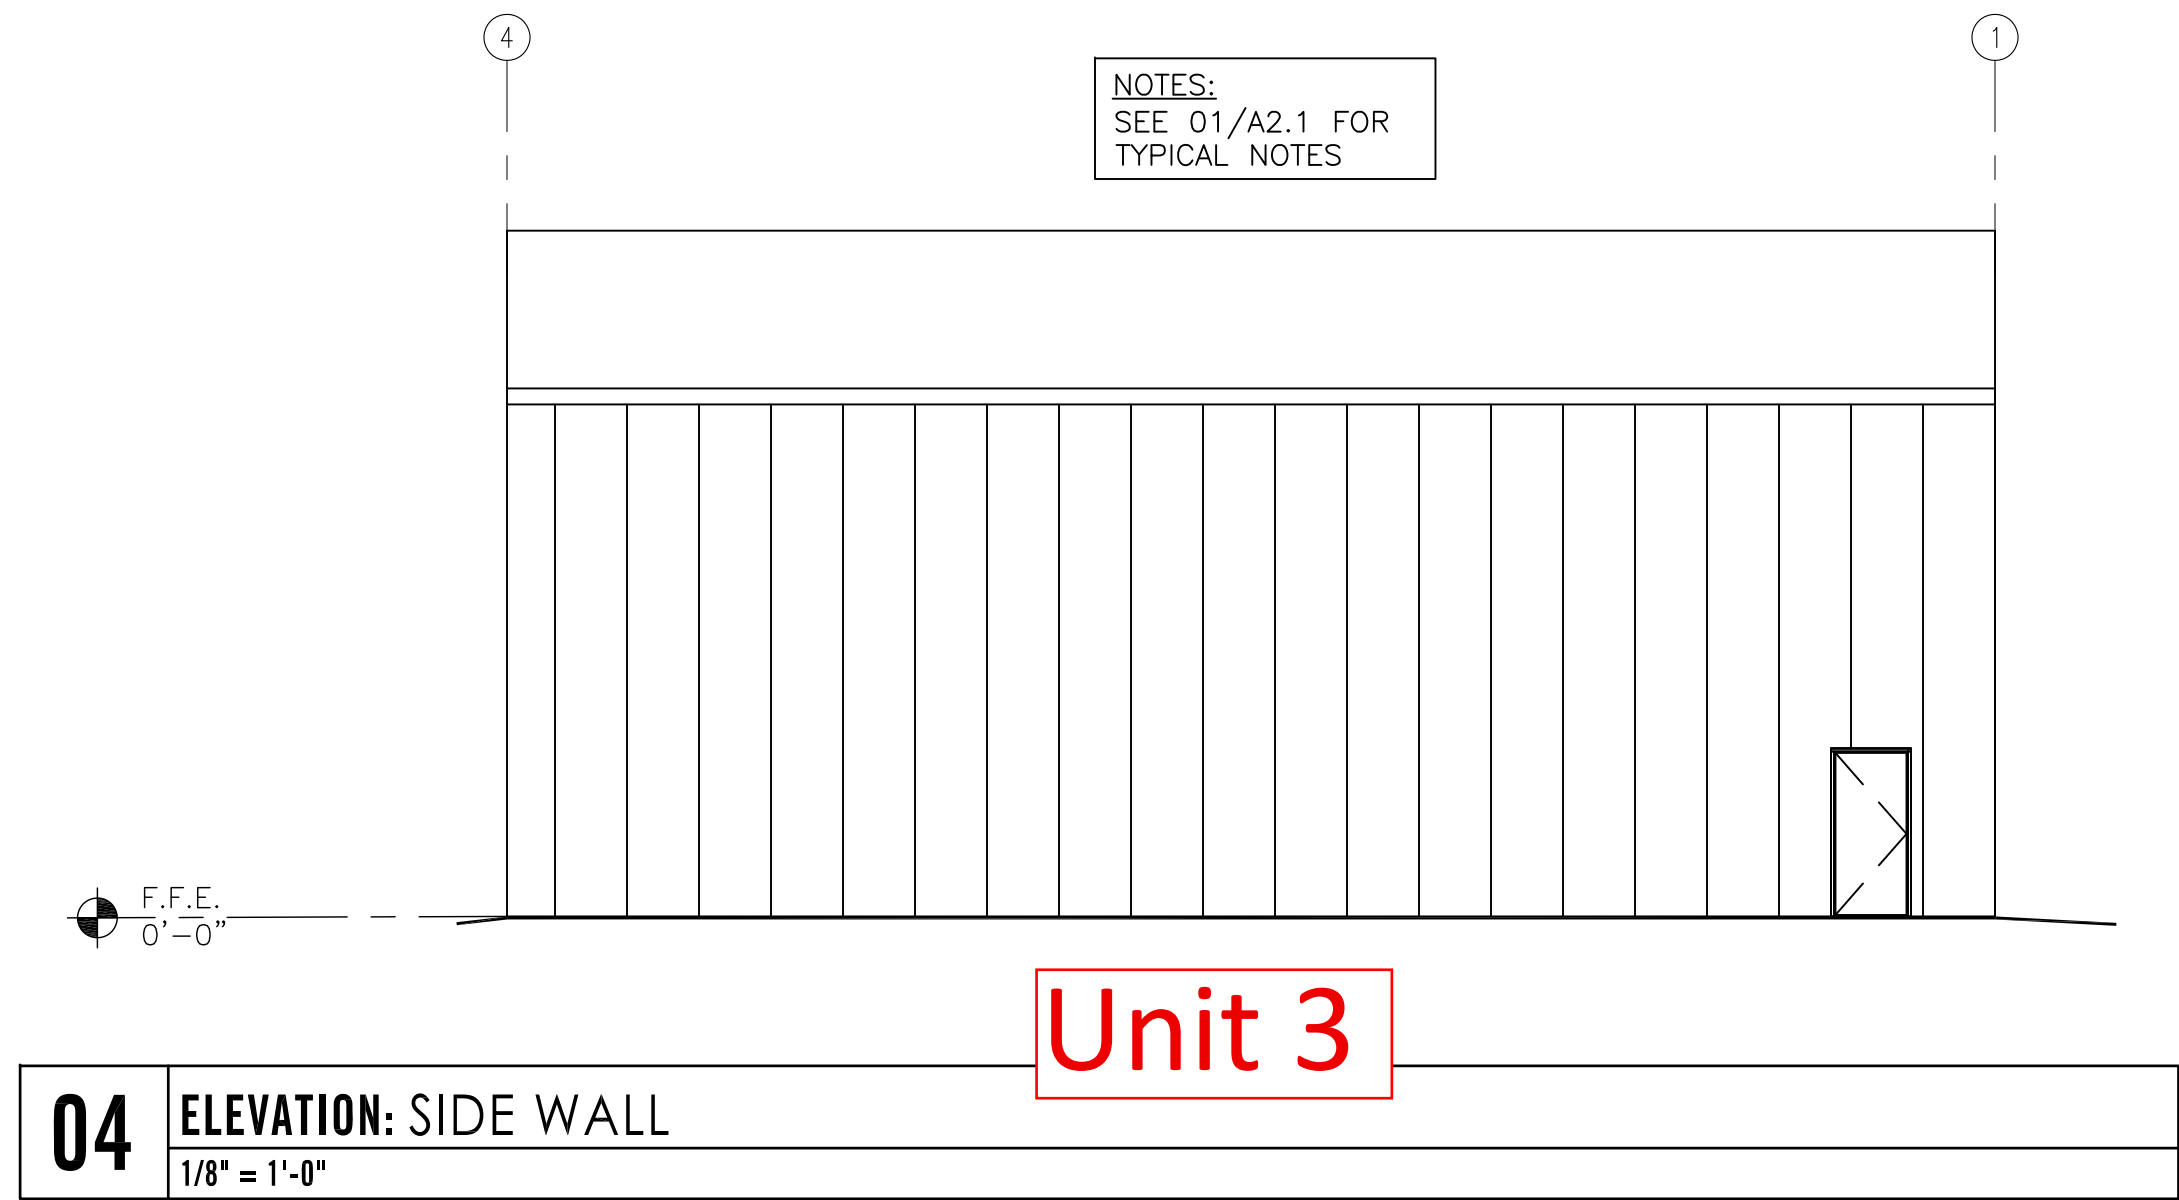 4
1
NOTES:
SEE 01/A2.1 FOR
TYPICAL NOTES
F.F.E.
0'-0"
Unit 3
04
ELEVATION: SIDE WALL
1/8" = 1'-0"